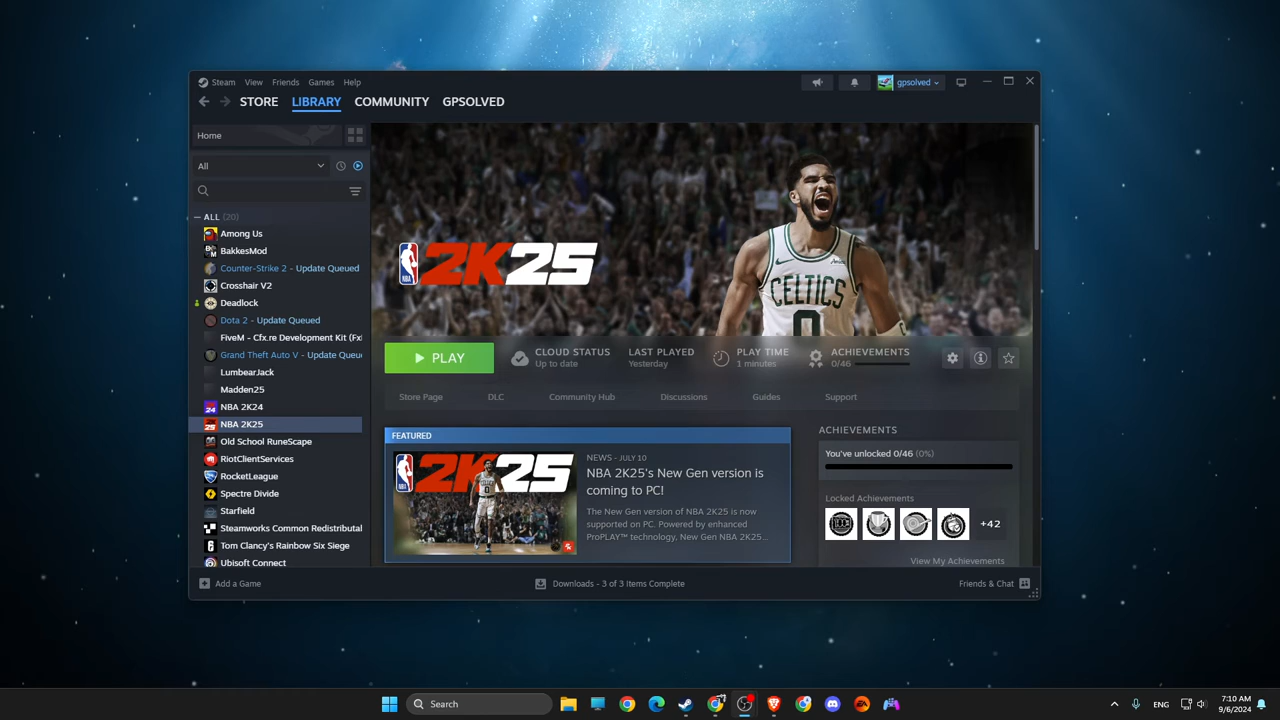 Steam View Friends Games Help
gpsolved
STORE LIBRARY COMMUNITY GPSOLVED
Home
All
ALL (20)
Among Us
BakkesMod
Counter-Strike 2 - Update Queued
Crosshair V2
Deadlock
Dota 2 - Update Queued
FiveM - Cfx.re Development Kit (Fx
Grand Theft Auto V - Update Queu
LumbearJack
Madden25
NBA 2K24
NBA 2K25
Old School RuneScape
RiotClientServices
RocketLeague
Spectre Divide
Starfield
Steamworks Common Redistributal
Tom Clancy's Rainbow Six Siege
Ubisoft Connect
NBA 2K25
CELTICS
0
PLAY
CLOUD STATUS
Up to date
LAST PLAYED
Yesterday
PLAY TIME
1 minutes
ACHIEVEMENTS
0/46
Store Page DLC Community Hub Discussions Guides Support
FEATURED
NBA 2K25
NEWS - JULY 10
NBA 2K25's New Gen version is
coming to PC!
The New Gen version of NBA 2K25 is now
supported on PC. Powered by enhanced
ProPLAY™ technology, New Gen NBA 2K25...
ACHIEVEMENTS
You've unlocked 0/46 (0%)
Locked Achievements
+42
View My Achievements
Add a Game
Downloads - 3 of 3 Items Complete
Friends & Chat
Search
ENG
7:10 AM
9/6/2024